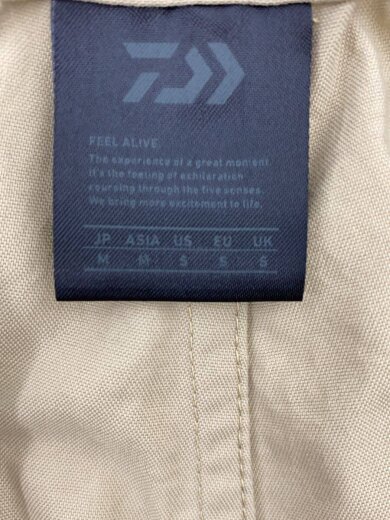 FEEL ALIVE.
The experience of a great moment.
It's the feeling of exhilaration
coursing through the five senses.
We bring more excitement to life.
JP ASIA US EU UK
M M S S S